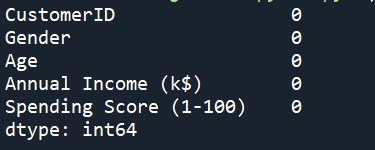 CustomerID 0
Gender 0
Age 0
Annual Income (k$) 0
Spending Score (1-100) 0
dtype: int64